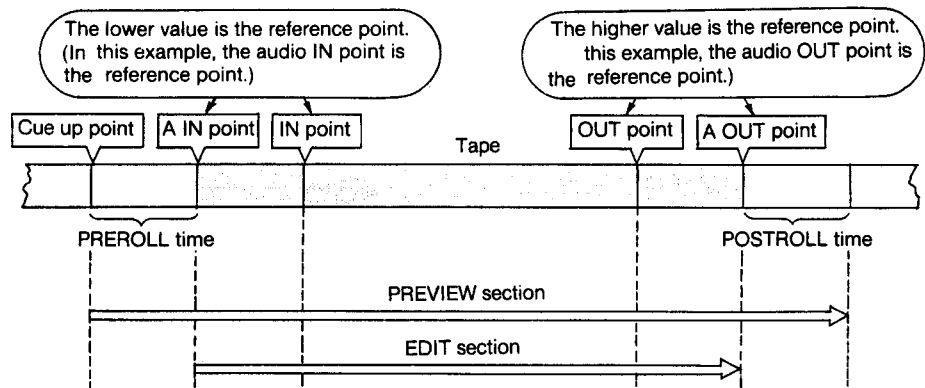 The lower value is the reference point.
(In this example, the audio IN point is
the reference point.)
The higher value is the reference point.
this example, the audio OUT point is
the reference point.)
Cue up point
A IN point
IN point
Tape
OUT point
A OUT point
PREROLL time
POSTROLL time
PREVIEW section
EDIT section